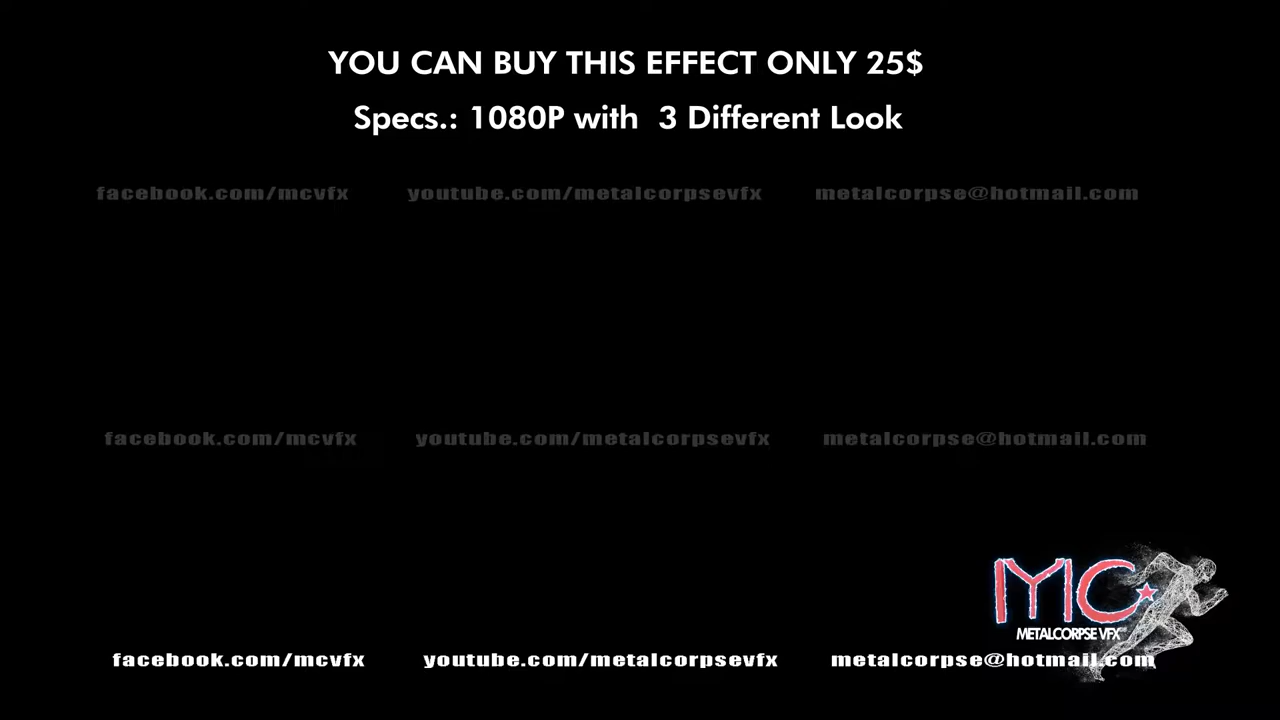 YOU CAN BUY THIS EFFECT ONLY 25$
Specs.: 1080P with 3 Different Look
facebook.com/mcvfx youtube.com/metalcorpsevfx metalcorpse@hotmail.com
facebook.com/mcvfx youtube.com/metalcorpsevfx metalcorpse@hotmail.com
MC
METALCORPSE VFX
facebook.com/mcvfx youtube.com/metalcorpsevfx metalcorpse@hotmail.com